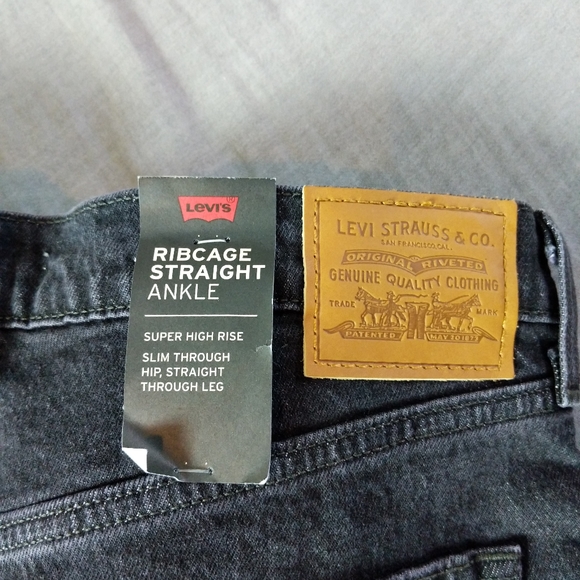 LEVI'S®
RIBCAGE
STRAIGHT
ANKLE
SUPER HIGH RISE
SLIM THROUGH
HIP, STRAIGHT
THROUGH LEG
LEVI STRAUSS & CO.
SAN FRANCISCO, CAL.
ORIGINAL RIVETED
GENUINE QUALITY CLOTHING
TRADE MARK
PATENTED MAY 20 1873